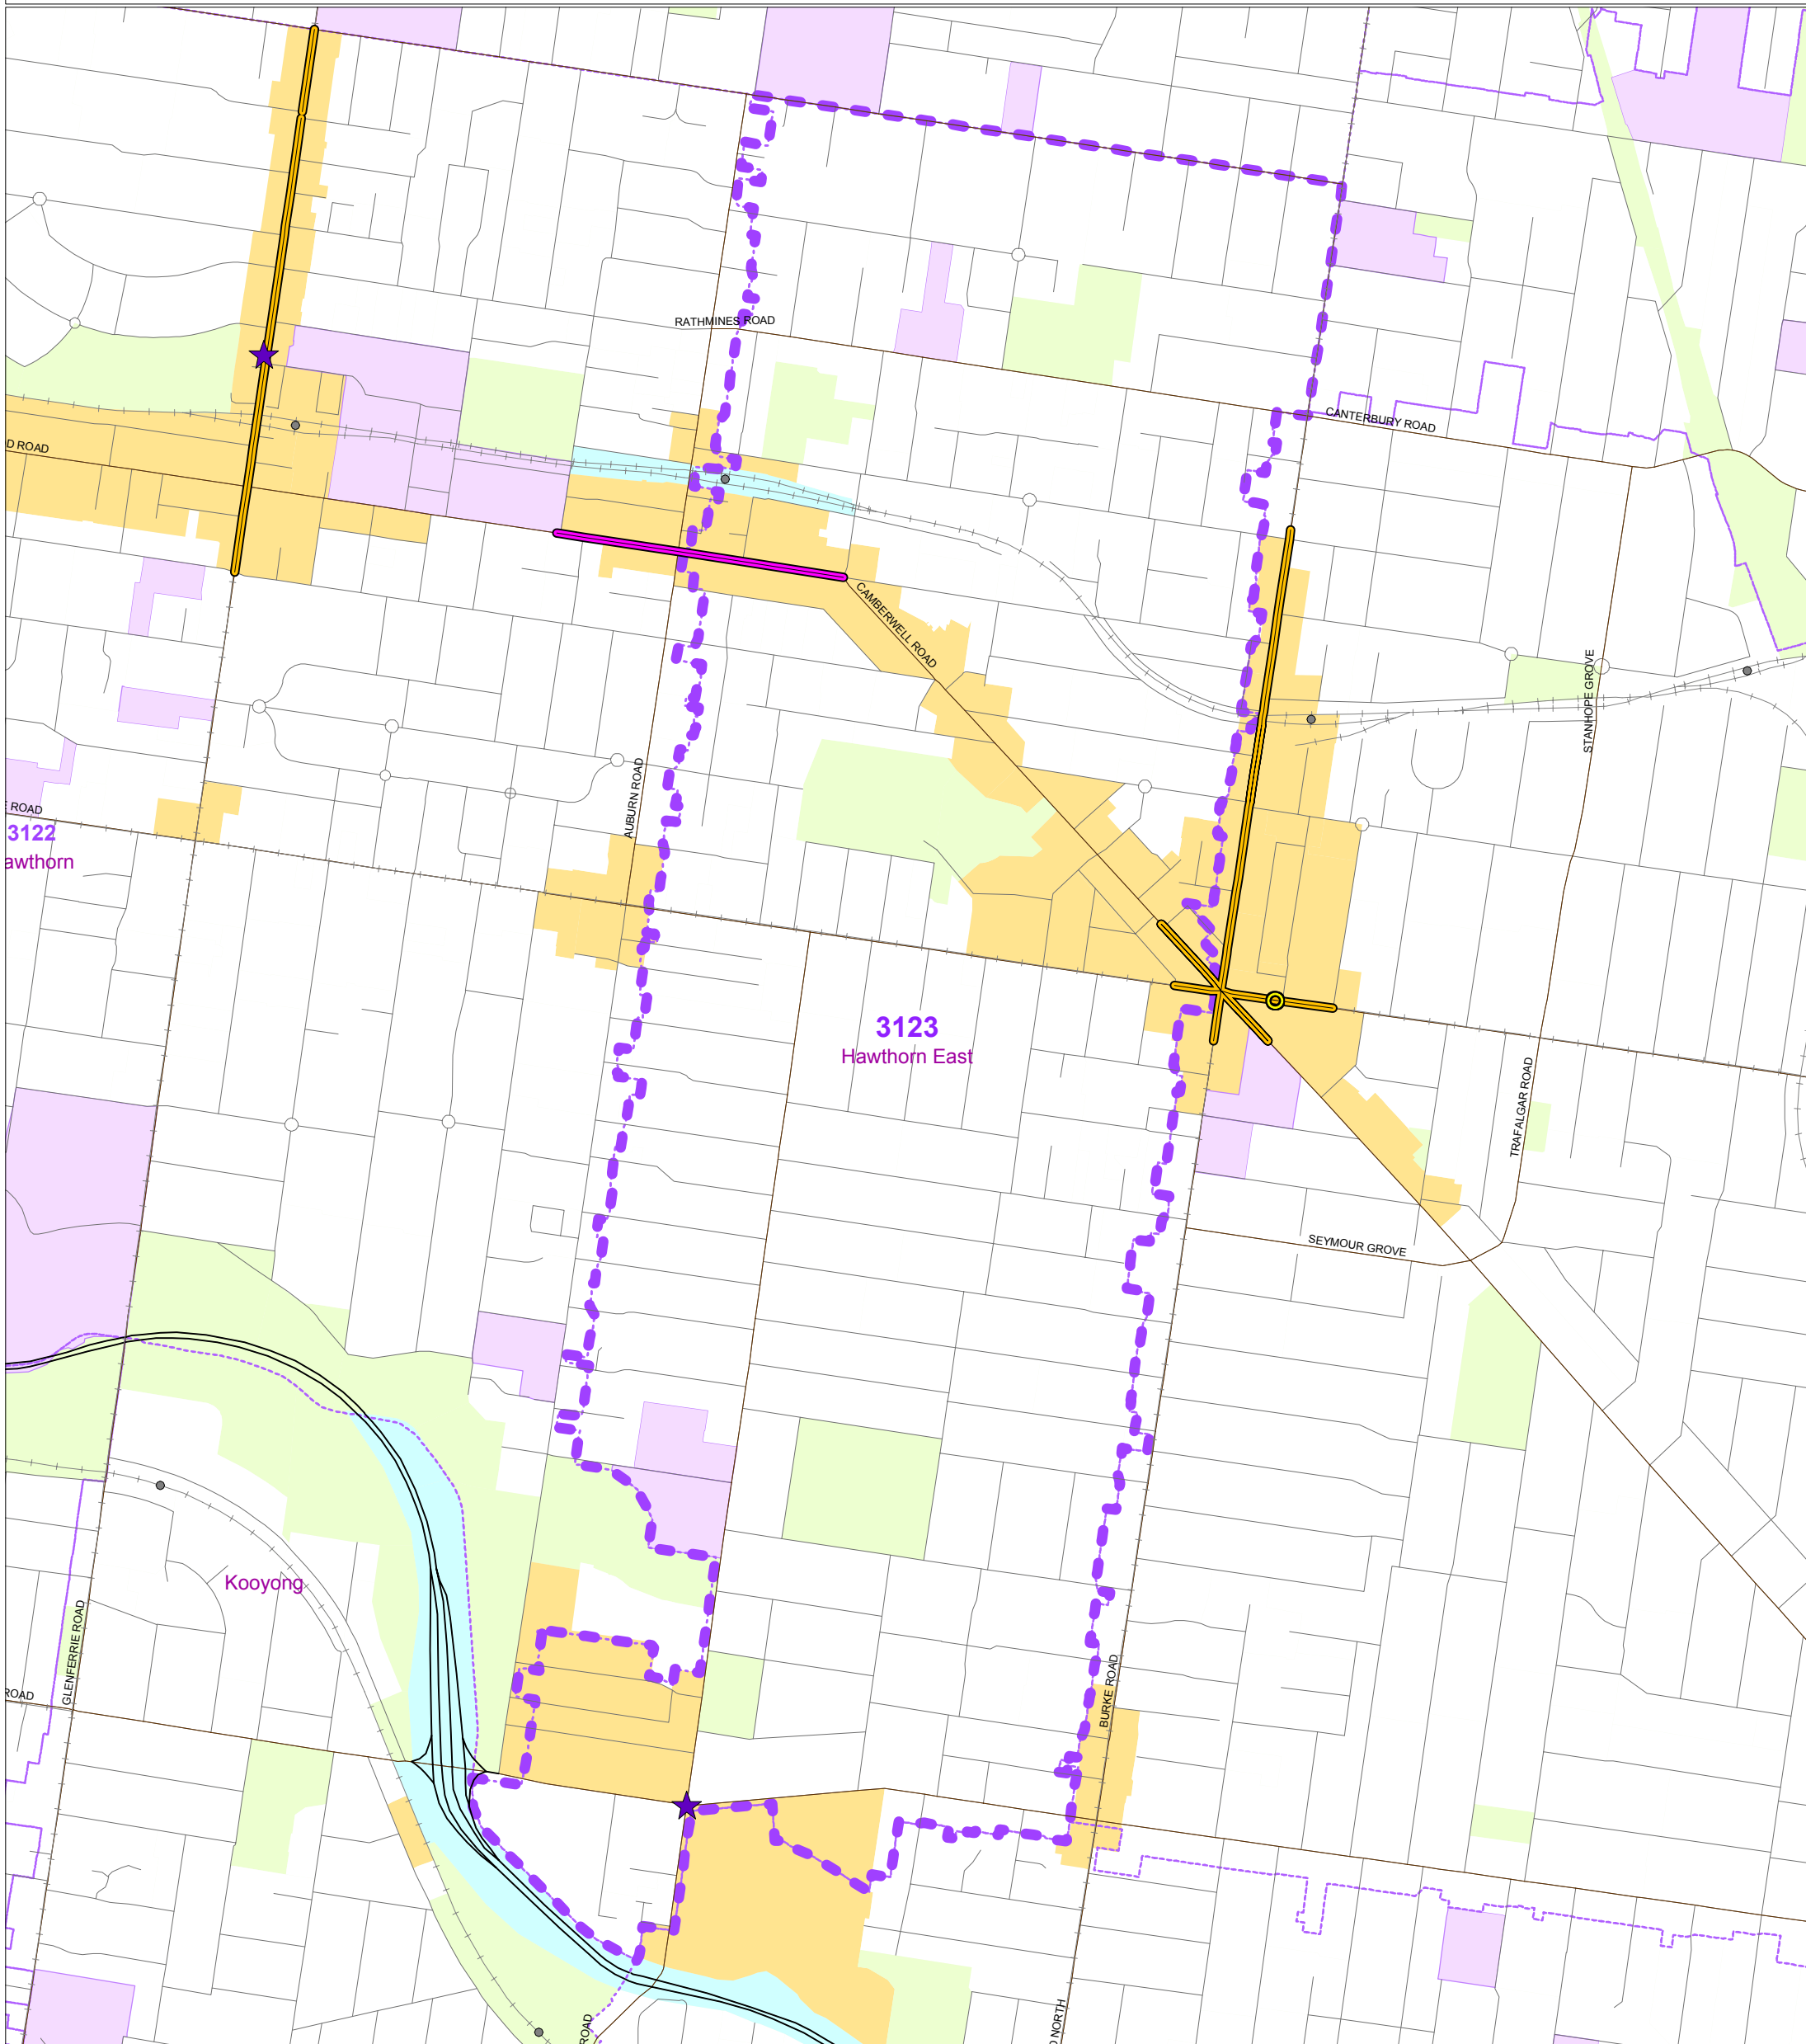 RATHMINES ROAD
CANTERBURY ROAD
D ROAD
CAMBERWELL ROAD
STANHOPE GROVE
AUBURN ROAD
E ROAD
3122
awthorn
3123
Hawthorn East
TRAFALGAR ROAD
SEYMOUR GROVE
Kooyong
GLENFERRIE ROAD
BURKE ROAD
ROAD
ROAD
D NORTH